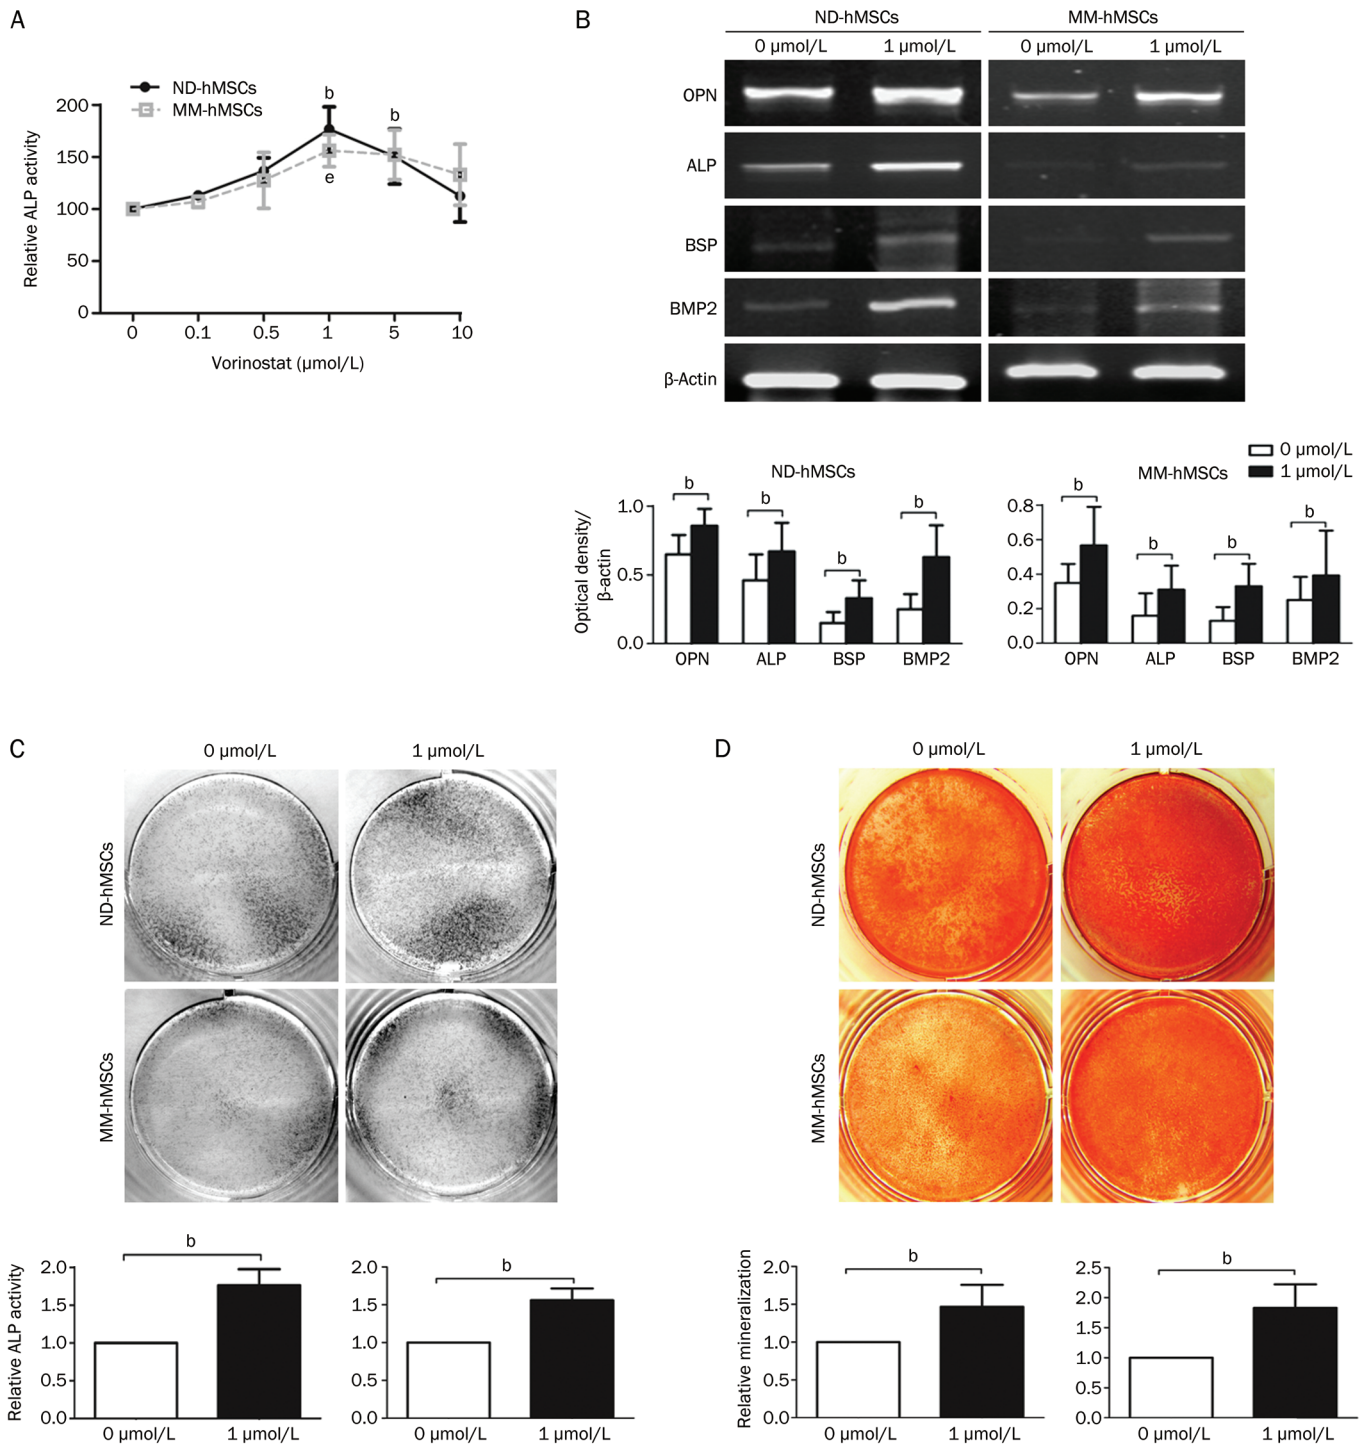 A
ND-hMSCs
MM-hMSCs
b
b
e
200
150
100
50
0
Relative ALP activity
0 0.1 0.5 1 5 10
Vorinostat (µmol/L)
B
ND-hMSCs MM-hMSCs
0 µmol/L 1 µmol/L 0 µmol/L 1 µmol/L
OPN
ALP
BSP
BMP2
β-Actin
0 µmol/L
1 µmol/L
ND-hMSCs
b b b b
1.0
0.5
0.0
Optical density/
β-actin
OPN ALP BSP BMP2
MM-hMSCs
b b b b
0.8
0.6
0.4
0.2
0.0
OPN ALP BSP BMP2
C
0 µmol/L 1 µmol/L
ND-hMSCs
MM-hMSCs
b
2.0
1.5
1.0
0.5
0.0
Relative ALP activity
0 µmol/L 1 µmol/L
b
2.0
1.5
1.0
0.5
0.0
0 µmol/L 1 µmol/L
D
0 µmol/L 1 µmol/L
ND-hMSCs
MM-hMSCs
b
2.0
1.5
1.0
0.5
0.0
Relative mineralization
0 µmol/L 1 µmol/L
b
2.5
2.0
1.5
1.0
0.5
0.0
0 µmol/L 1 µmol/L